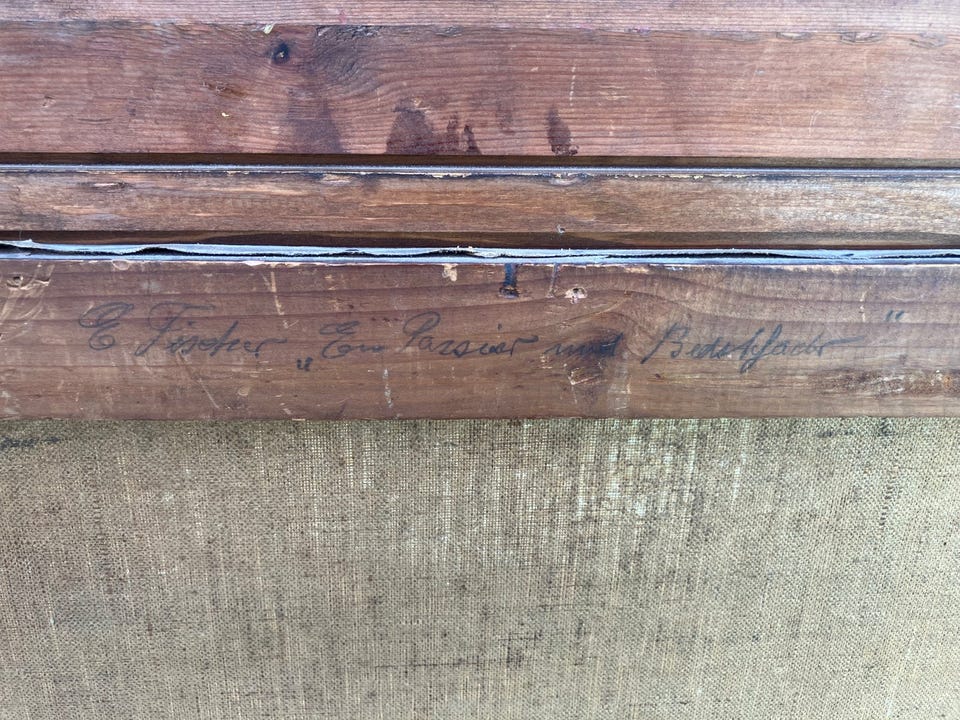 E Fischer „Ein Parsier und